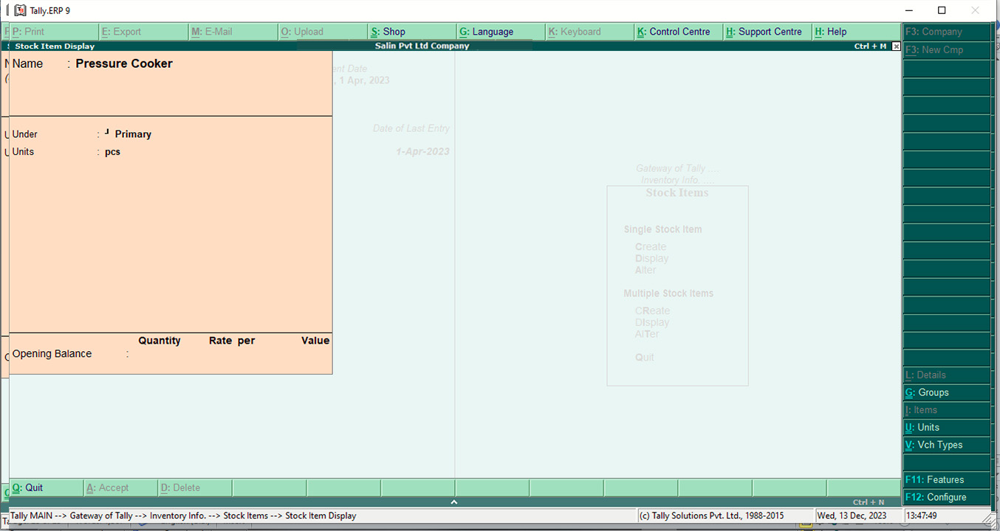 Tally.ERP 9
P: Print E: Export M: E-Mail O: Upload S: Shop G: Language K: Keyboard K: Control Centre H: Support Centre H: Help
F3: Company
Stock Item Display Salin Pvt Ltd Company Ctrl + M
F3: New Cmp
Name : Pressure Cooker
ent Date
, 1 Apr, 2023
Under : Primary
Date of Last Entry
Units : pcs
1-Apr-2023
Gateway of Tally .....
Inventory info. .....
Stock Items
Single Stock Item
Create
Display
Alter
Multiple Stock Items
CReate
DIsplay
AlTer
Quit
Quantity Rate per Value
Opening Balance :
L: Details
G: Groups
I: Items
U: Units
V: Vch Types
F11: Features
F12: Configure
Q: Quit A: Accept D: Delete
Ctrl + N
Tally MAIN --> Gateway of Tally --> Inventory Info. --> Stock Items --> Stock Item Display (c) Tally Solutions Pvt. Ltd., 1988-2015 Wed, 13 Dec, 2023 13:47:49